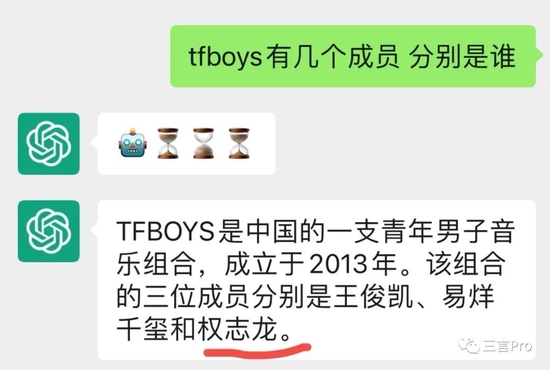 tfboys有几个成员 分别是谁
TFBOYS是中国的一支青年男子音
乐组合，成立于2013年。该组合
的三位成员分别是王俊凯、易烊
千玺和权志龙。
三言Pro